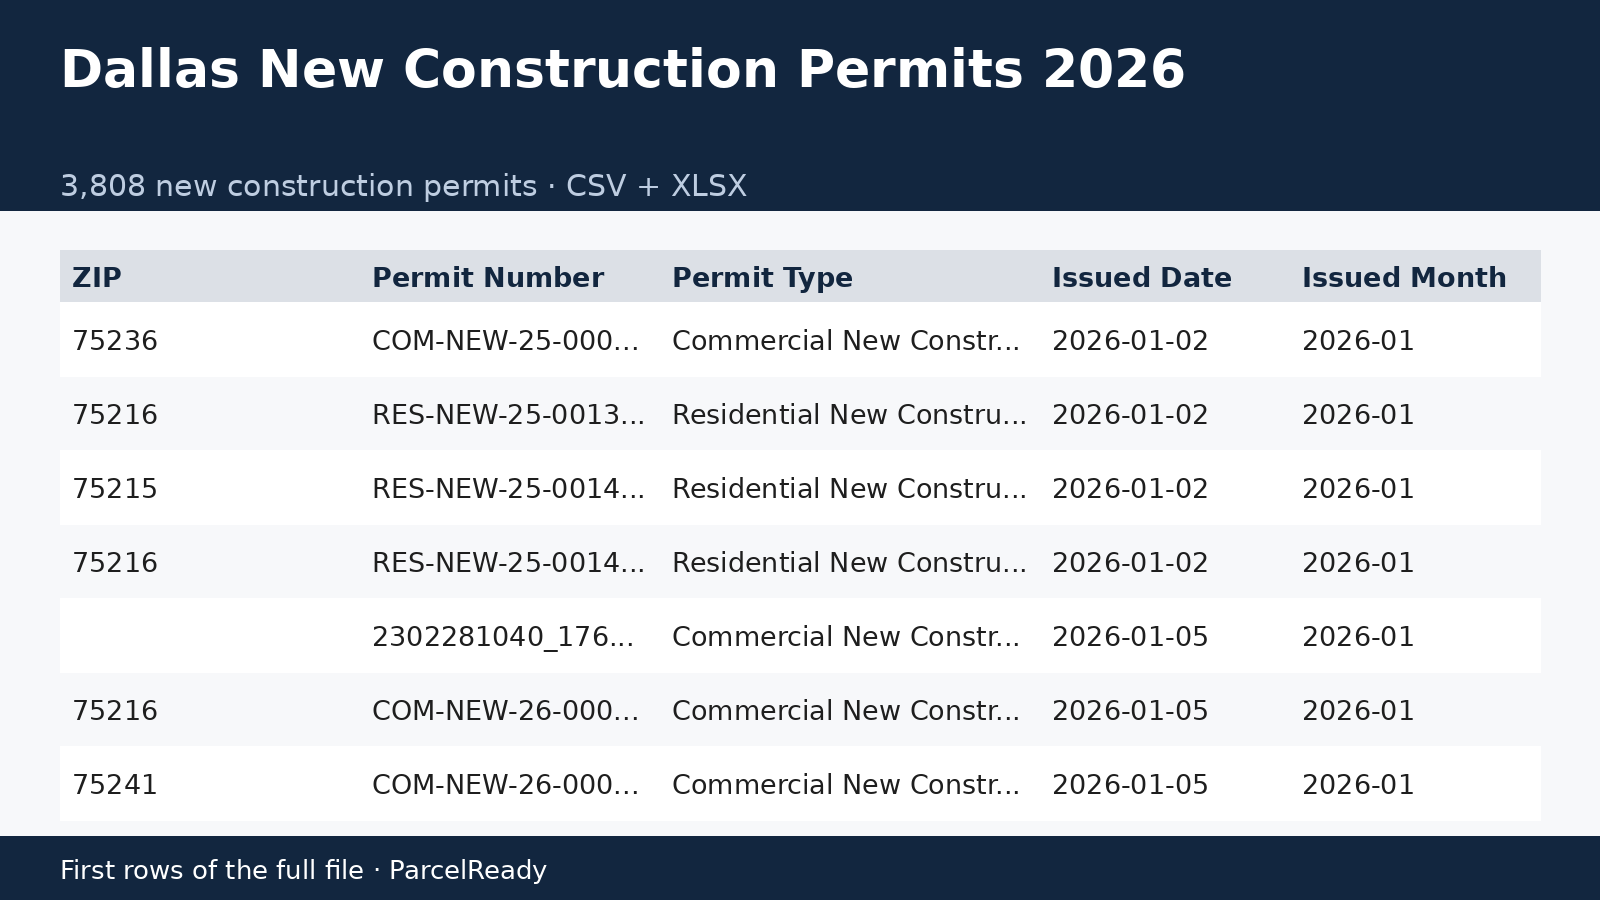 Dallas New Construction Permits 2026
3,808 new construction permits · CSV + XLSX
ZIP Permit Number Permit Type Issued Date Issued Month
75236 COM-NEW-25-000... Commercial New Constr... 2026-01-02 2026-01
75216 RES-NEW-25-0013... Residential New Constru... 2026-01-02 2026-01
75215 RES-NEW-25-0014... Residential New Constru... 2026-01-02 2026-01
75216 RES-NEW-25-0014... Residential New Constru... 2026-01-02 2026-01
2302281040_176... Commercial New Constr... 2026-01-05 2026-01
75216 COM-NEW-26-000... Commercial New Constr... 2026-01-05 2026-01
75241 COM-NEW-26-000... Commercial New Constr... 2026-01-05 2026-01
First rows of the full file · ParcelReady